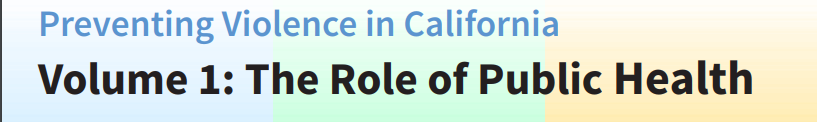 Preventing Violence in California
Volume 1: The Role of Public Health